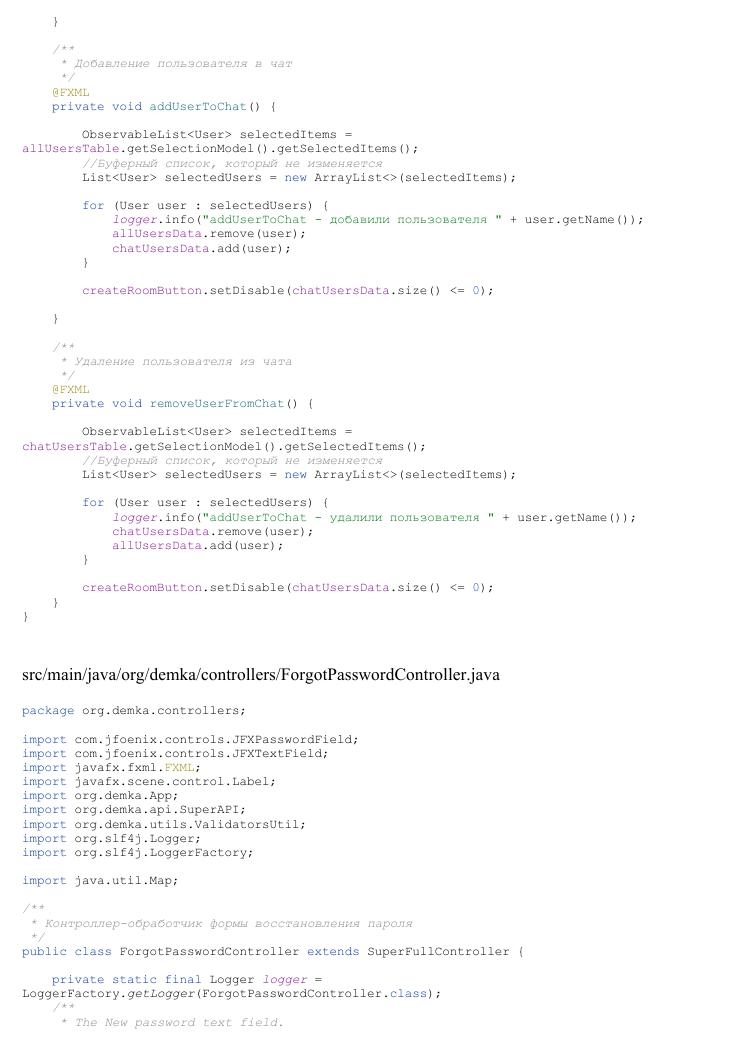 }

    /**
     * Добавление пользователя в чат
     */
    @FXML
    private void addUserToChat() {

        ObservableList<User> selectedItems =
allUsersTable.getSelectionModel().getSelectedItems();
        //Буферный список, который не изменяется
        List<User> selectedUsers = new ArrayList<>(selectedItems);

        for (User user : selectedUsers) {
            logger.info("addUserToChat - добавили пользователя " + user.getName());
            allUsersData.remove(user);
            chatUsersData.add(user);
        }

        createRoomButton.setDisable(chatUsersData.size() <= 0);

    }

    /**
     * Удаление пользователя из чата
     */
    @FXML
    private void removeUserFromChat() {

        ObservableList<User> selectedItems =
chatUsersTable.getSelectionModel().getSelectedItems();
        //Буферный список, который не изменяется
        List<User> selectedUsers = new ArrayList<>(selectedItems);

        for (User user : selectedUsers) {
            logger.info("addUserToChat - удалили пользователя " + user.getName());
            chatUsersData.remove(user);
            allUsersData.add(user);
        }

        createRoomButton.setDisable(chatUsersData.size() <= 0);
    }
}

src/main/java/org/demka/controllers/ForgotPasswordController.java

package org.demka.controllers;

import com.jfoenix.controls.JFXPasswordField;
import com.jfoenix.controls.JFXTextField;
import javafx.fxml.FXML;
import javafx.scene.control.Label;
import org.demka.App;
import org.demka.api.SuperAPI;
import org.demka.utils.ValidatorsUtil;
import org.slf4j.Logger;
import org.slf4j.LoggerFactory;

import java.util.Map;

/**
 * Контроллер-обработчик формы восстановления пароля
 */
public class ForgotPasswordController extends SuperFullController {

    private static final Logger logger =
LoggerFactory.getLogger(ForgotPasswordController.class);
    /**
     * The New password text field.